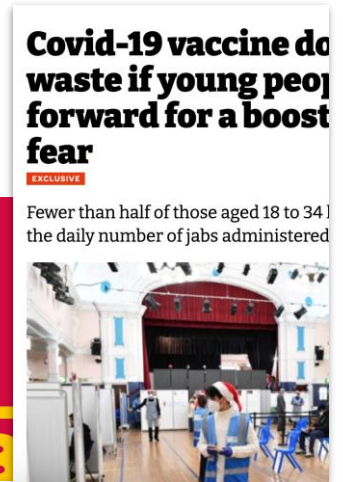 Covid-19 vaccine do
waste if young peop
forward for a boost
fear
EXCLUSIVE
Fewer than half of those aged 18 to 34
the daily number of jabs administered